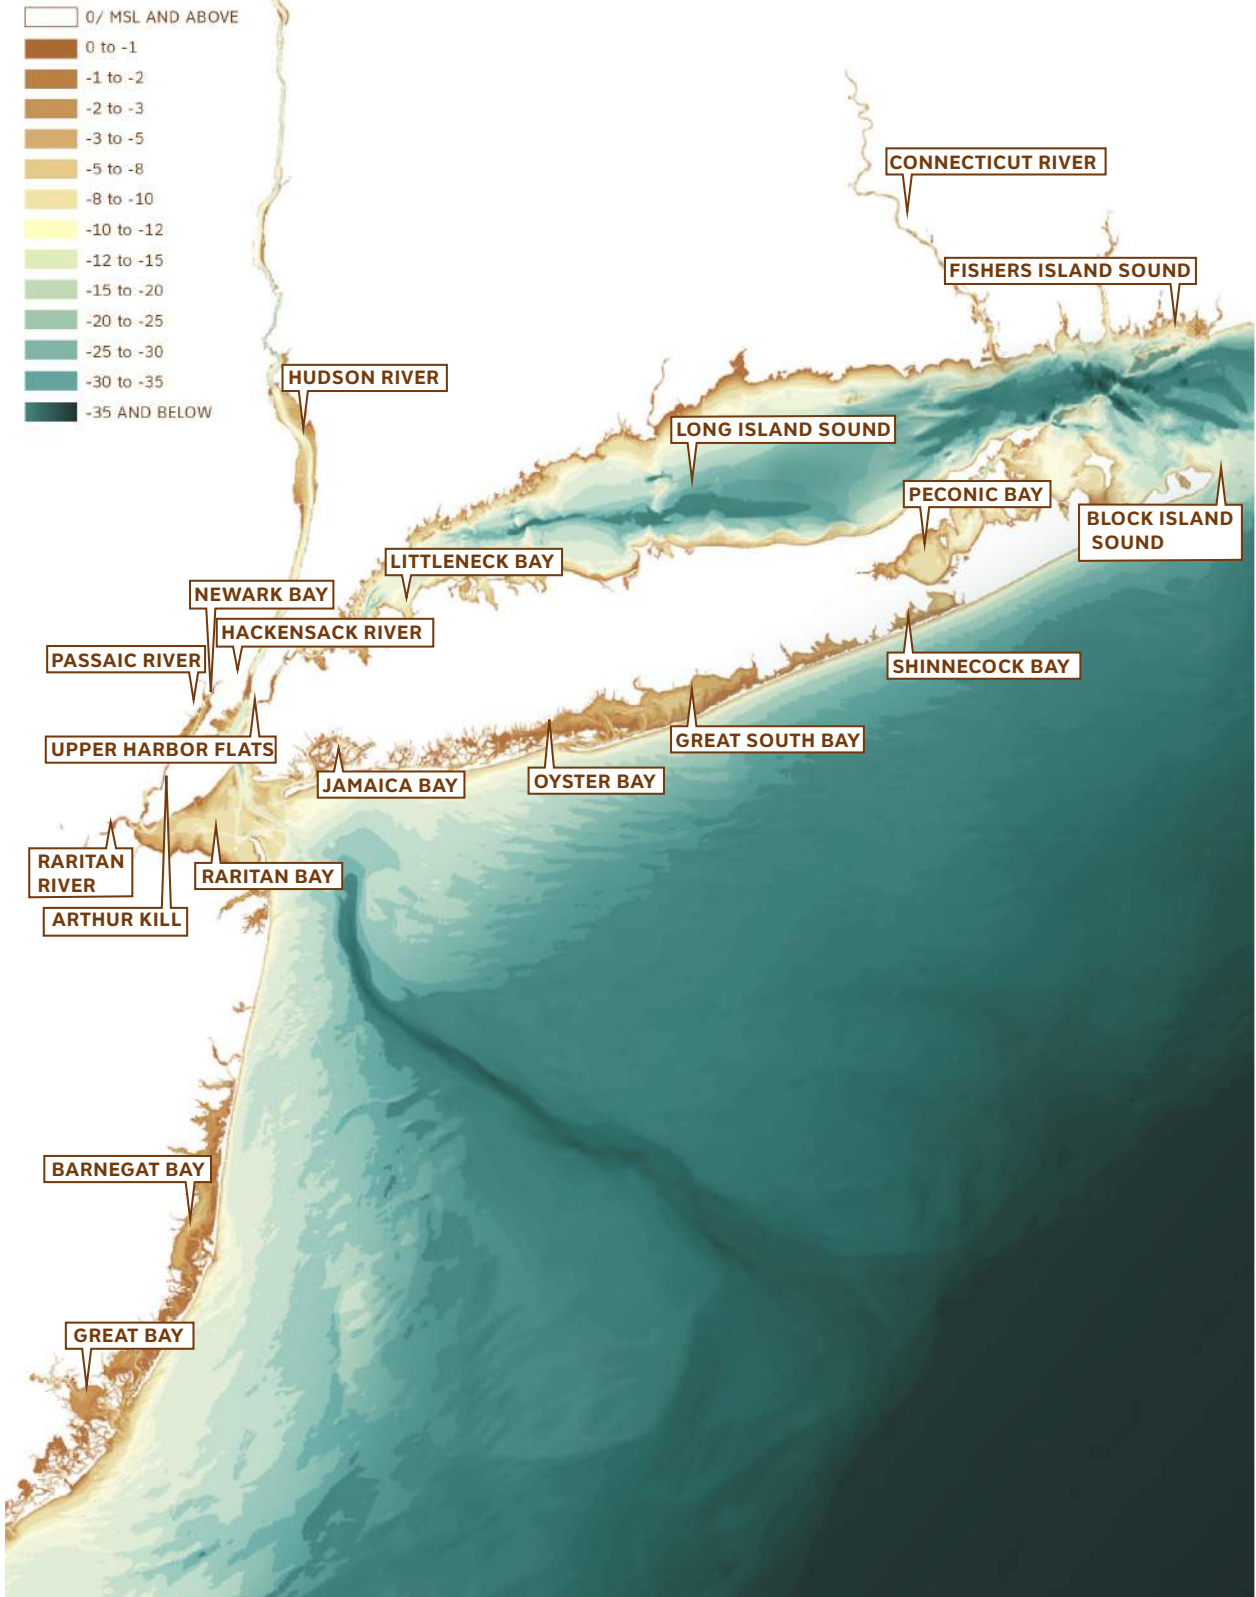 0/ MSL AND ABOVE
0 to -1
-1 to -2
-2 to -3
-3 to -5
-5 to -8
-8 to -10
-10 to -12
-12 to -15
-15 to -20
-20 to -25
-25 to -30
-30 to -35
-35 AND BELOW
CONNECTICUT RIVER
FISHERS ISLAND SOUND
HUDSON RIVER
LONG ISLAND SOUND
PECONIC BAY
BLOCK ISLAND
SOUND
LITTLENECK BAY
NEWARK BAY
HACKENSACK RIVER
PASSAIC RIVER
SHINNECOCK BAY
UPPER HARBOR FLATS
GREAT SOUTH BAY
JAMAICA BAY
OYSTER BAY
RARITAN
RIVER
RARITAN BAY
ARTHUR KILL
BARNEGAT BAY
GREAT BAY